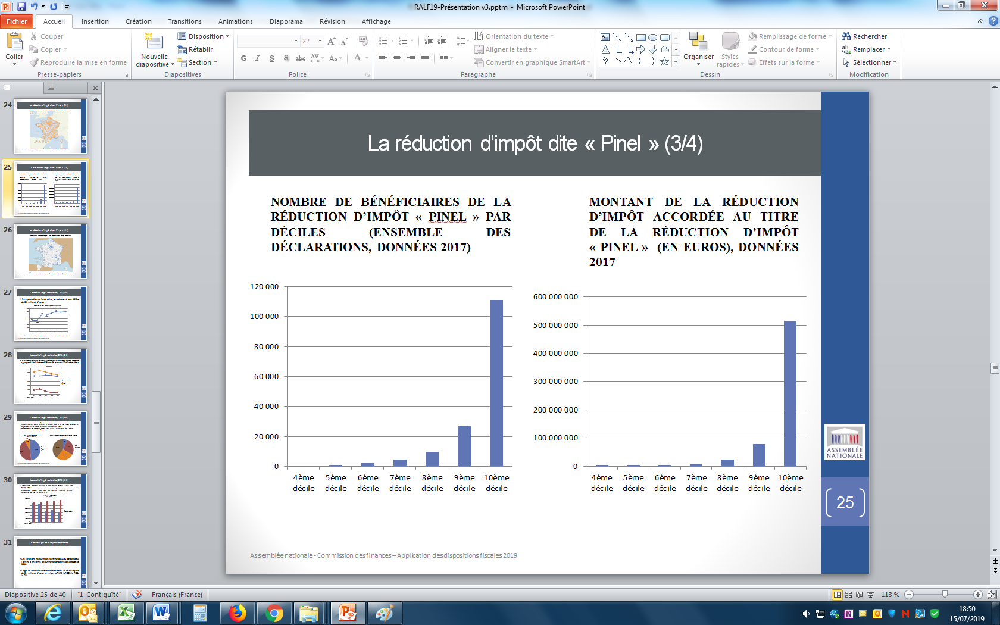 RALF19-Présentation v3.pptm - Microsoft PowerPoint
Fichier Accueil Insertion Création Transitions Animations Diaporama Révision Affichage
Coller
Couper
Copier
Reproduire la mise en forme
Presse-papiers
Nouvelle
diapositive
Disposition
Rétablir
Section
Diapositives
22
G I S S abc AV Aa A
Police
Orientation du texte
Aligner le texte
Convertir en graphique SmartArt
Paragraphe
Organiser
Styles
rapides
Remplissage de forme
Contour de forme
Effets sur la forme
Dessin
Rechercher
Remplacer
Sélectionner
Modification
24
25
26
27
28
29
30
31
La réduction d'impôt dite « Pinel » (3/4)
NOMBRE DE BÉNÉFICIAIRES DE LA
RÉDUCTION D'IMPÔT « PINEL » PAR
DÉCILES (ENSEMBLE DES
DÉCLARATIONS, DONNÉES 2017)
120 000
100 000
80 000
60 000
40 000
20 000
0
4ème décile
5ème décile
6ème décile
7ème décile
8ème décile
9ème décile
10ème décile
MONTANT DE LA RÉDUCTION
D'IMPÔT ACCORDÉE AU TITRE
DE LA RÉDUCTION D'IMPÔT
« PINEL » (EN EUROS), DONNÉES
2017
600 000 000
500 000 000
400 000 000
300 000 000
200 000 000
100 000 000
0
4ème décile
5ème décile
6ème décile
7ème décile
8ème décile
9ème décile
10ème décile
ASSEMBLÉE
NATIONALE
25
Assemblée nationale - Commission des finances – Application des dispositions fiscales 2019
Diapositive 25 de 40 "1_Contiguïté" Français (France) 113 %
18:50
15/07/2019